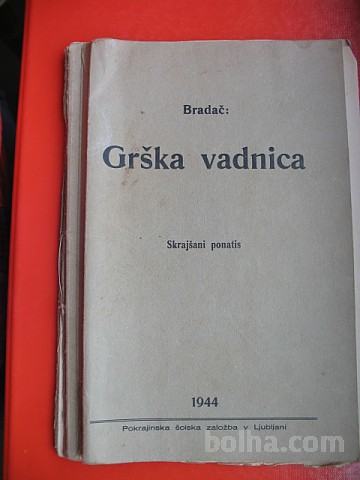 Bradač:
Grška vadnica
Skrajšani ponatis
1944
Pokrajinska šolska založba v Ljubljani
bolha.com